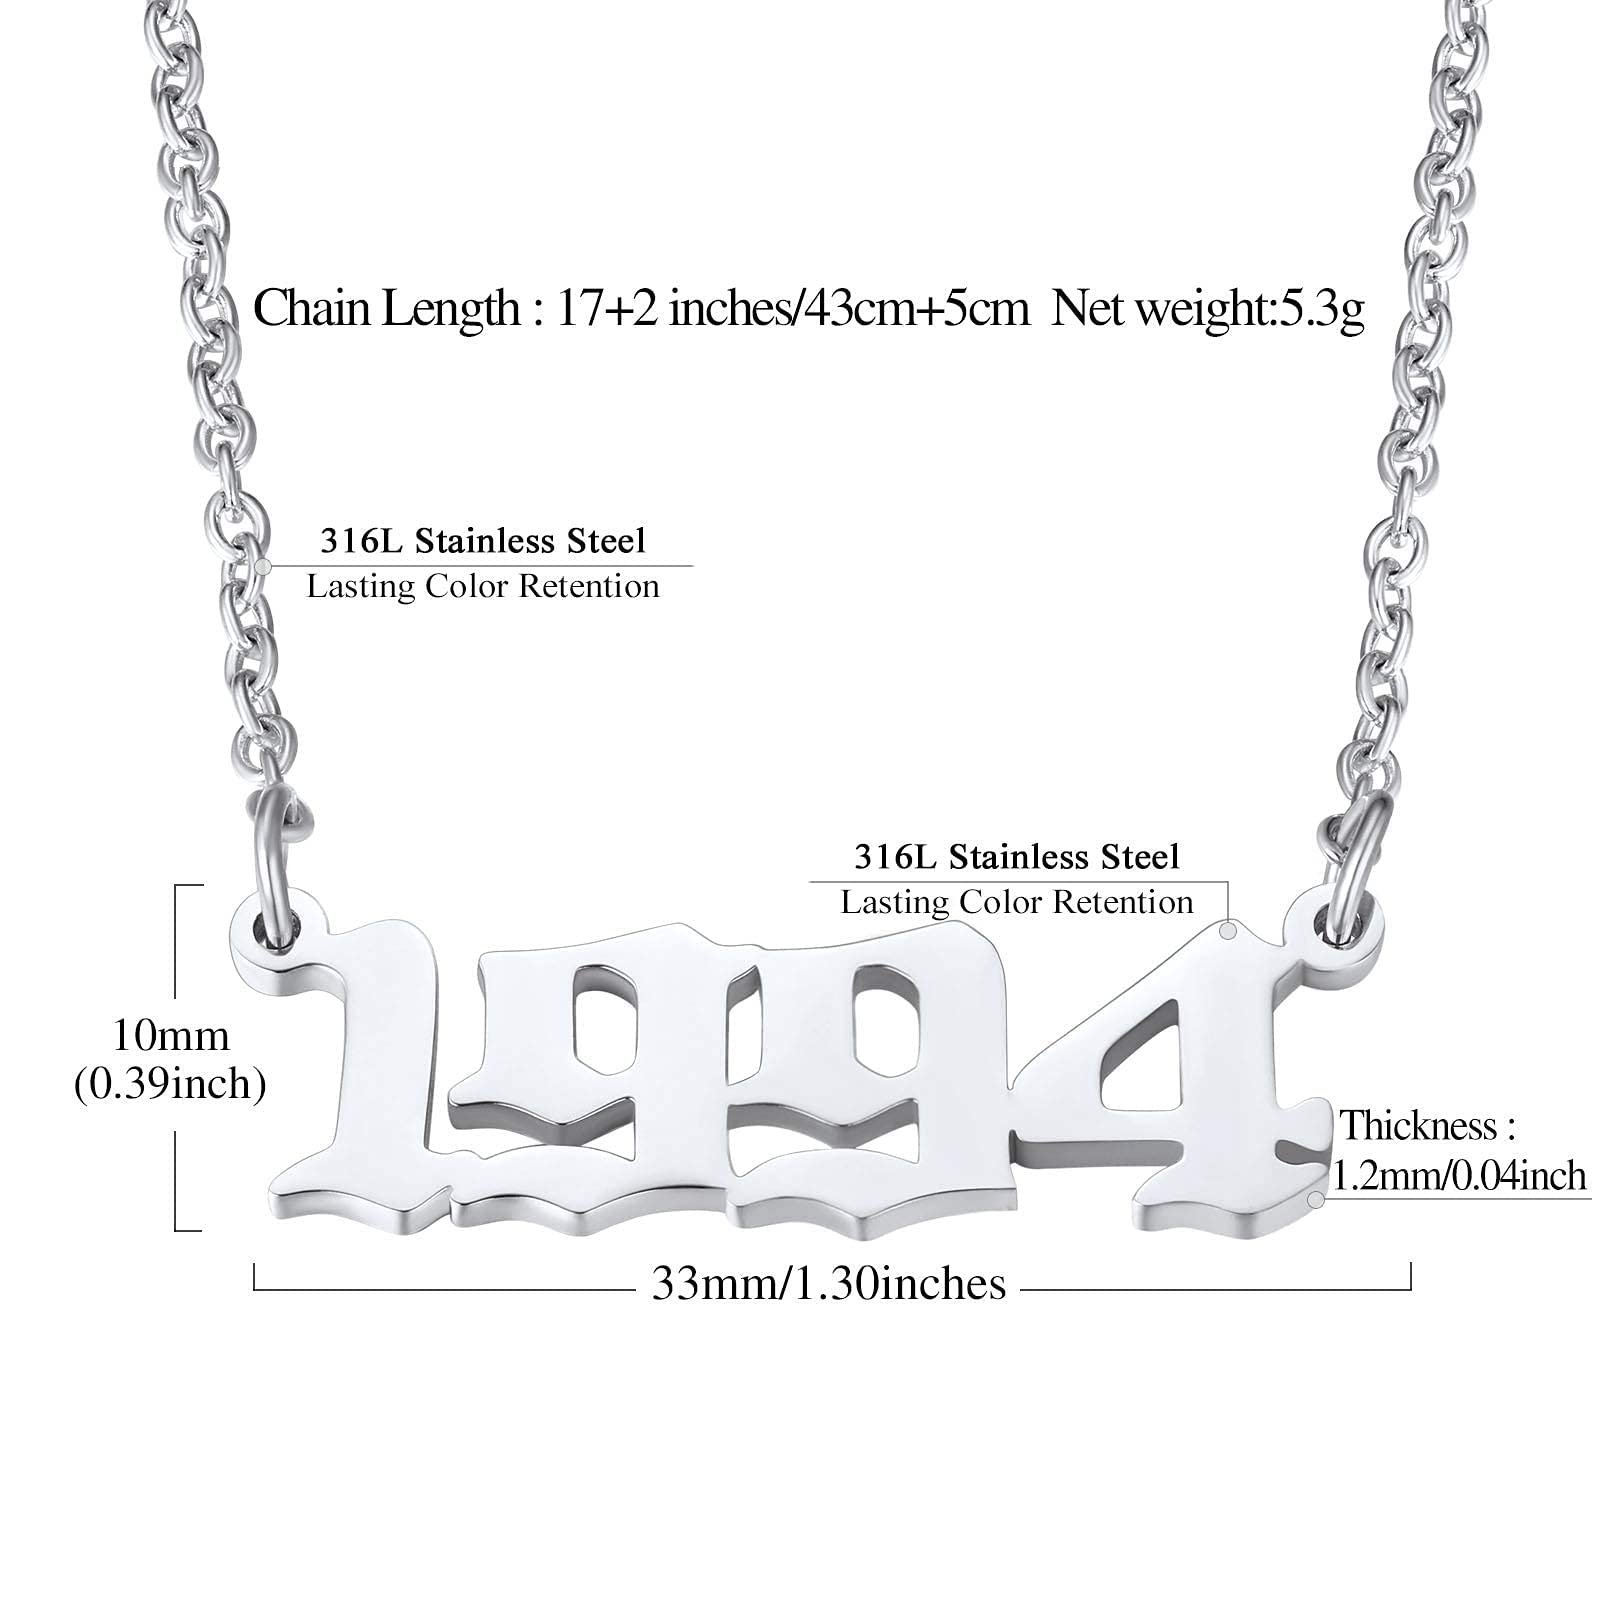 Chain Length : 17+2 inches/43cm+5cm Net weight:5.3g
316L Stainless Steel
Lasting Color Retention
316L Stainless Steel
Lasting Color Retention
10mm
(0.39inch)
1994
Thickness :
1.2mm/0.04inch
33mm/1.30inches